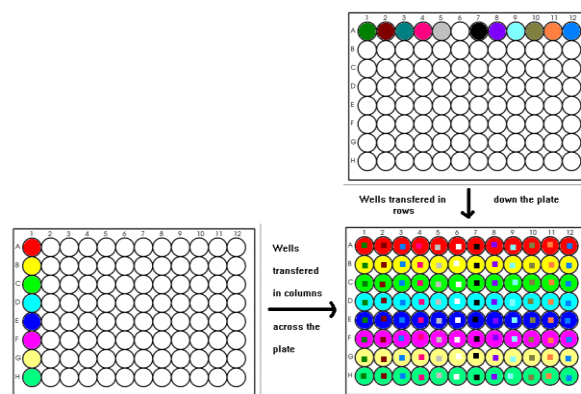 1 2 3 4 5 6 7 8 9 10 11 12
A
B
C
D
E
F
G
H
Wells transfered in
rows
down the plate
1 2 3 4 5 6 7 8 9 10 11 12
A
B
C
D
E
F
G
H
Wells
transfered
in columns
across the
plate
1 2 3 4 5 6 7 8 9 10 11 12
A
B
C
D
E
F
G
H